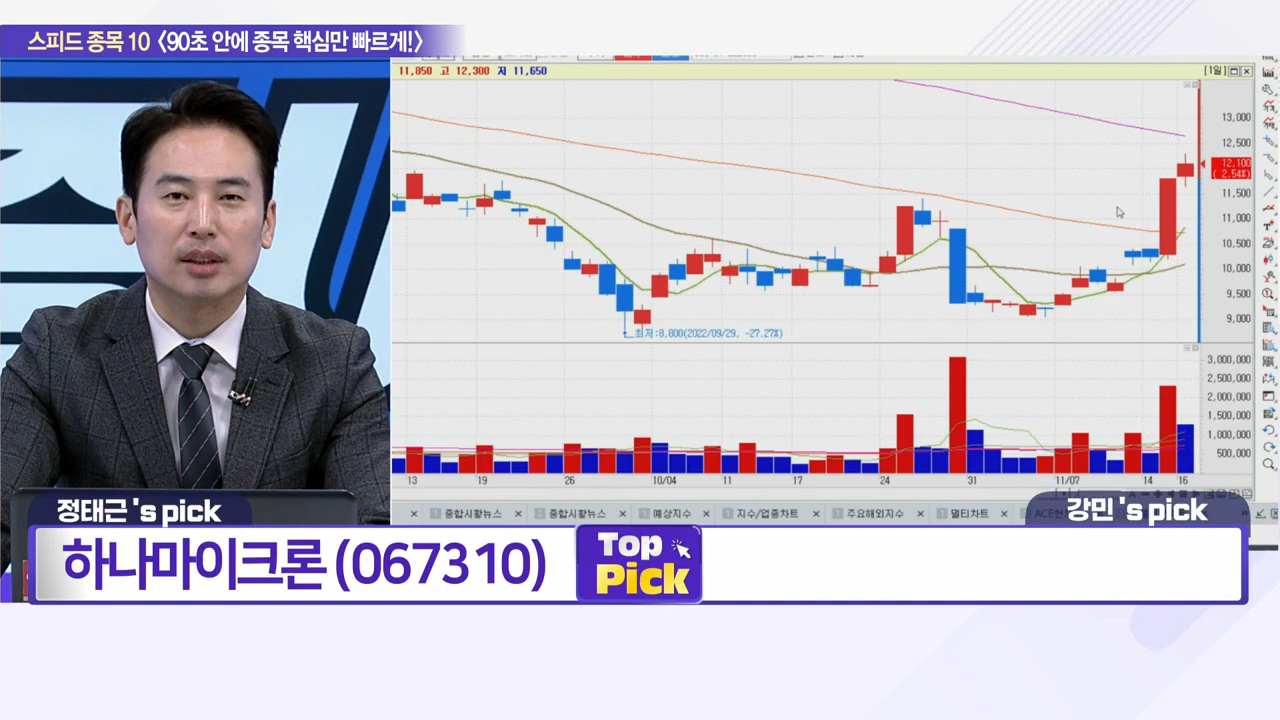 스피드 종목 10 〈90초 안에 종목 핵심만 빠르게!〉
11,850 고 12,300 저 11,650
[1일]
13,000
12,500
12,100
( 2.54%)
11,500
11,000
10,500
10,000
9,500
9,000
최저:8,800(2022/09/29, -27.27%)
3,000,000
2,500,000
2,000,000
1,500,000
1,000,000
500,000
13 19 26 10/04 11 17 24 31 11/07 14 16
종합시황뉴스 종합시황뉴스 예상지수 지수/업종차트 주요해외지수 멀티차트
정태근 's pick
강민 's pick
하나마이크론 (067310)
Top
Pick